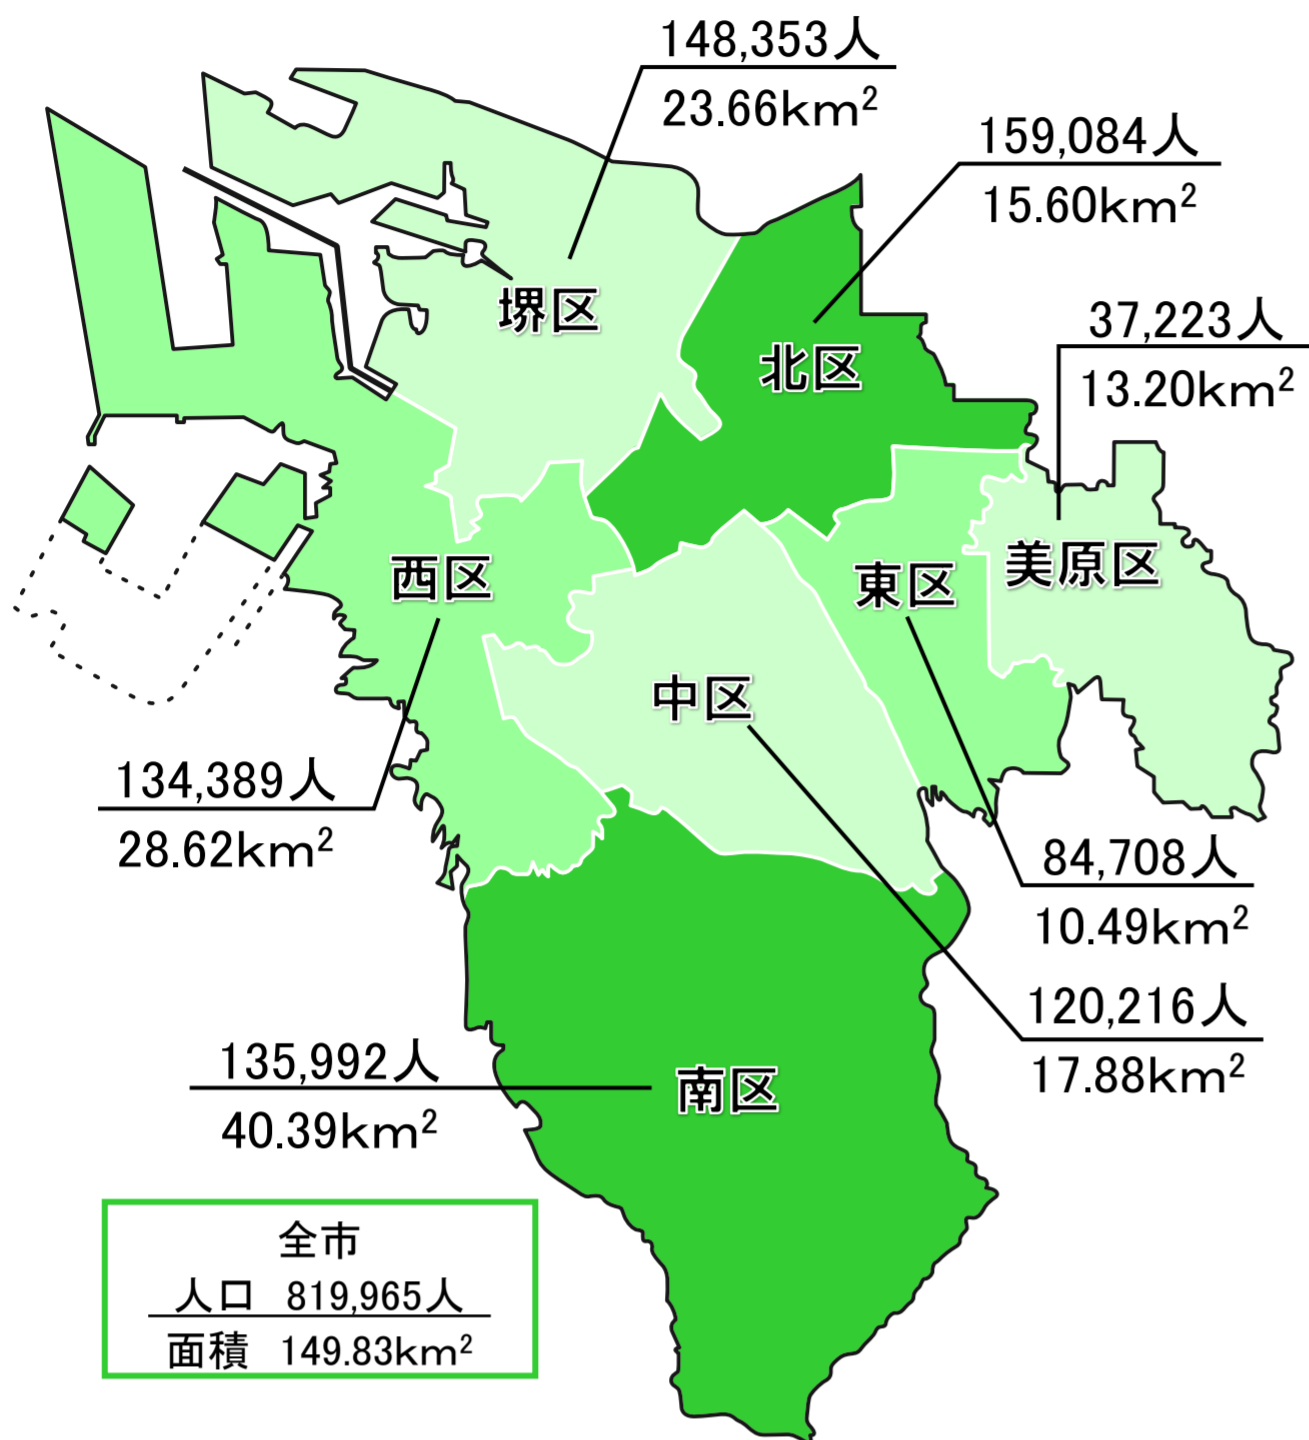 148,353人
23.66km²
159,084人
15.60km²
堺区
37,223人
13.20km²
北区
美原区
西区
東区
中区
134,389人
28.62km²
84,708人
10.49km²
120,216人
17.88km²
135,992人
40.39km²
南区
全市
人口 819,965人
面積 149.83km²